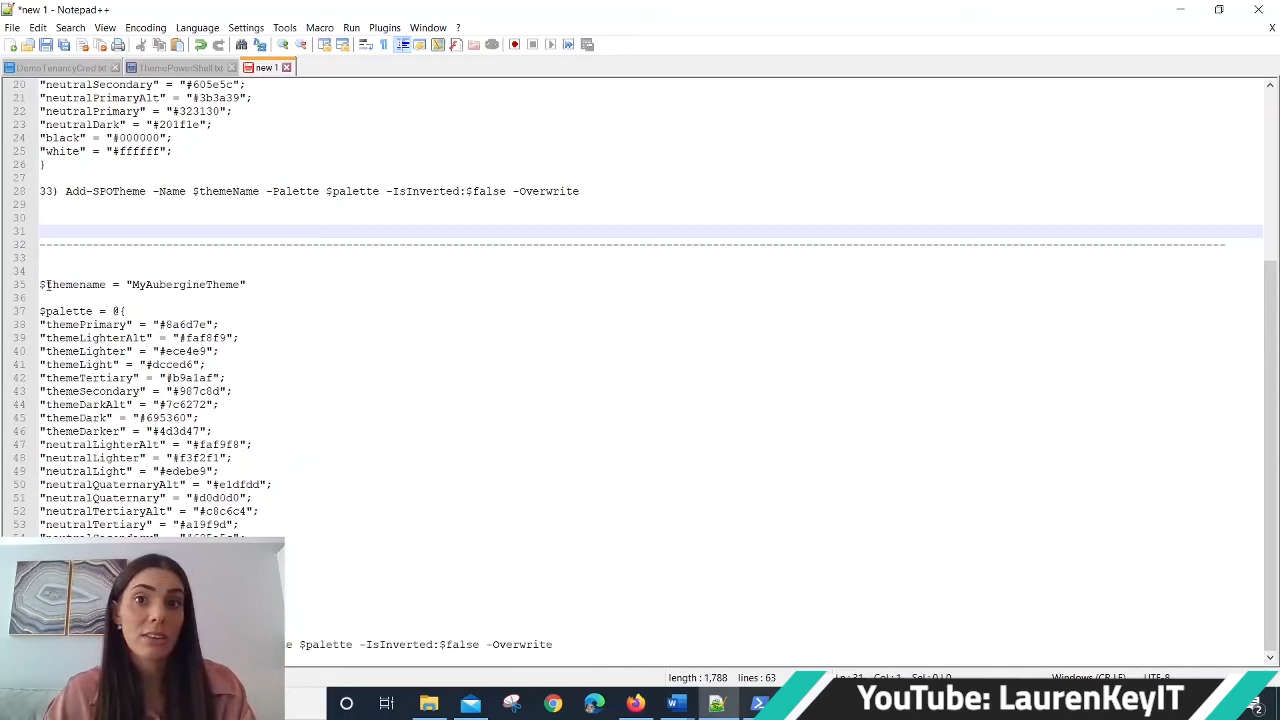 *new 1 - Notepad++
File Edit Search View Encoding Language Settings Tools Macro Run Plugins Window ?
X
DemoTenancyCred.txt ThemePowerShell.txt new 1
20 "neutralSecondary" = "#605e5c";
21 "neutralPrimaryAlt" = "#3b3a39";
22 "neutralPrimary" = "#323130";
23 "neutralDark" = "#201f1e";
24 "black" = "#000000";
25 "white" = "#ffffff";
26 }
27
28 33) Add-SPOTheme -Name $themeName -Palette $palette -IsInverted:$false -Overwrite
29
30
31
32 ----------------------------------------------------------------------------------------------------------------------------------------------------------------------------------
33
34
35 $themename = "MyAubergineTheme"
36
37 $palette = @{
38 "themePrimary" = "#8a6d7e";
39 "themeLighterAlt" = "#faf8f9";
40 "themeLighter" = "#ece4e9";
41 "themeLight" = "#dcced6";
42 "themeTertiary" = "#b9a1af";
43 "themeSecondary" = "#987c8d";
44 "themeDarkAlt" = "#7c6272";
45 "themeDark" = "#695360";
46 "themeDarker" = "#4d3d47";
47 "neutralLighterAlt" = "#faf9f8";
48 "neutralLighter" = "#f3f2f1";
49 "neutralLight" = "#edebe9";
50 "neutralQuaternaryAlt" = "#e1dfdd";
51 "neutralQuaternary" = "#d0d0d0";
52 "neutralTertiaryAlt" = "#c8c6c4";
53 "neutralTertiary" = "#a19f9d";
$palette -IsInverted:$false -Overwrite
length : 1,788 lines : 63
YouTube: LaurenKeyIT